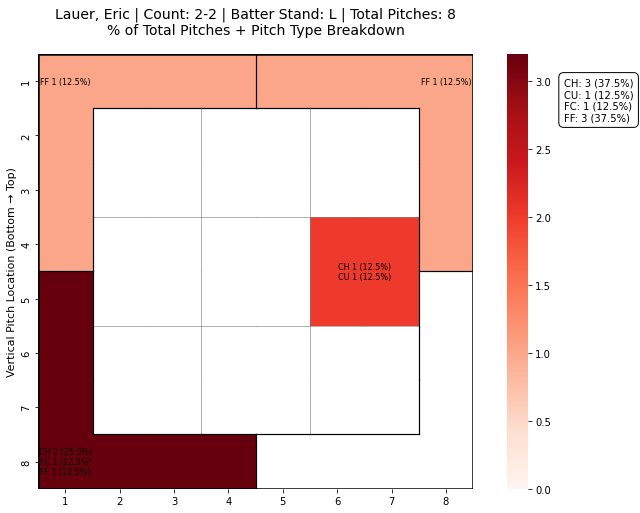 Lauer, Eric | Count: 2-2 | Batter Stand: L | Total Pitches: 8
% of Total Pitches + Pitch Type Breakdown
FF 1 (12.5%)
FF 1 (12.5%)
CH 1 (12.5%)
CU 1 (12.5%)
CH 2 (25.0%)
FC 1 (12.5%)
FF 1 (12.5%)
Vertical Pitch Location (Bottom → Top)
1
2
3
4
5
6
7
8
1 2 3 4 5 6 7 8
3.0
2.5
2.0
1.5
1.0
0.5
0.0
CH: 3 (37.5%)
CU: 1 (12.5%)
FC: 1 (12.5%)
FF: 3 (37.5%)